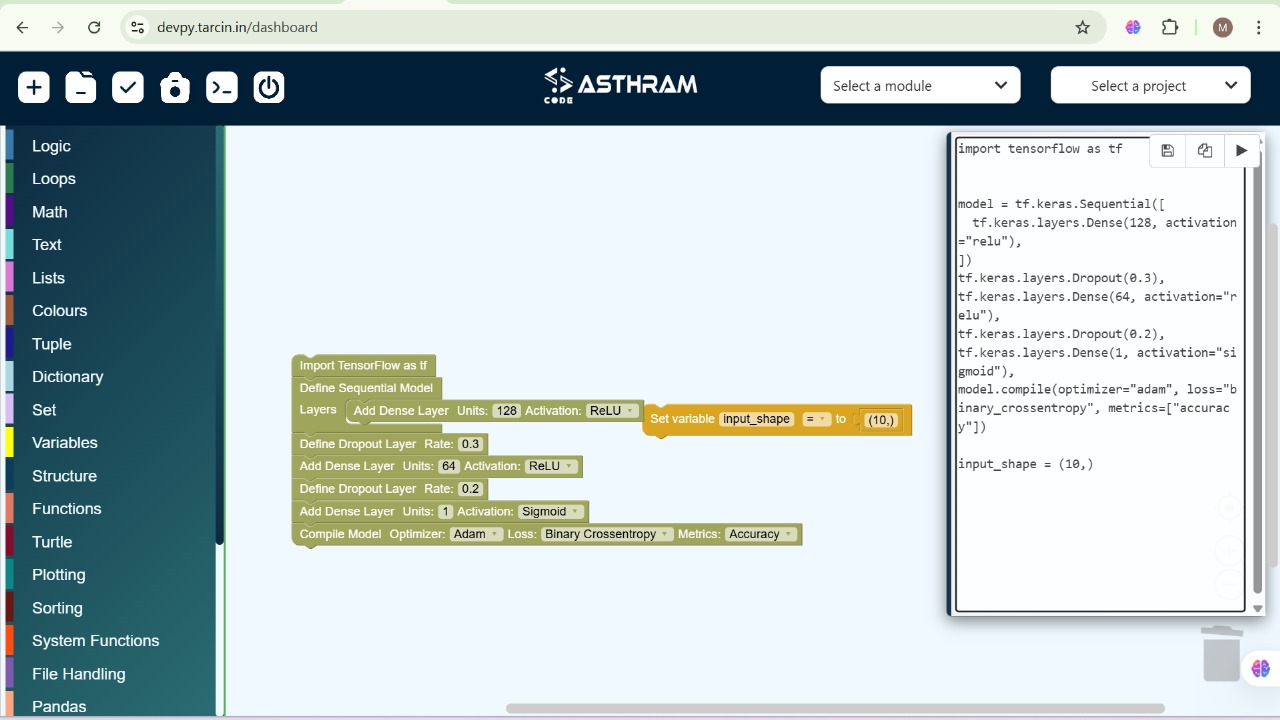 devpy.tarcin.in/dashboard
M
ASTHRAM
CODE
Select a module
Select a project
Logic
Loops
Math
Text
Lists
Colours
Tuple
Dictionary
Set
Variables
Structure
Functions
Turtle
Plotting
Sorting
System Functions
File Handling
Pandas
Import TensorFlow as tf
Define Sequential Model
Layers Add Dense Layer Units: 128 Activation: ReLU
Set variable input_shape = to (10,)
Define Dropout Layer Rate: 0.3
Add Dense Layer Units: 64 Activation: ReLU
Define Dropout Layer Rate: 0.2
Add Dense Layer Units: 1 Activation: Sigmoid
Compile Model Optimizer: Adam Loss: Binary Crossentropy Metrics: Accuracy
import tensorflow as tf
model = tf.keras.Sequential([
tf.keras.layers.Dense(128, activation
="relu"),
])
tf.keras.layers.Dropout(0.3),
tf.keras.layers.Dense(64, activation="r
elu"),
tf.keras.layers.Dropout(0.2),
tf.keras.layers.Dense(1, activation="si
gmoid"),
model.compile(optimizer="adam", loss="b
inary_crossentropy", metrics=["accurac
y"])
input_shape = (10,)